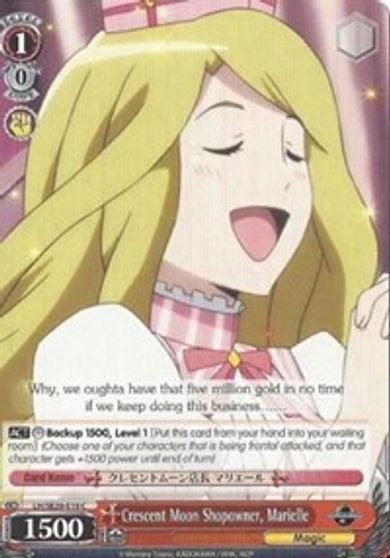 1
0
Why, we oughta have that five million gold in no time
if we keep doing this business......
ACT Backup 1500, Level 1 [Put this card from your hand into your waiting
room] (Choose one of your characters that is being frontal attacked, and that
character gets +1500 power until end of turn)
Card Name クレセントムーン店長 マリエール
LH/SE20-E10 C
1500
Crescent Moon Shopowner, Marielle
Magic